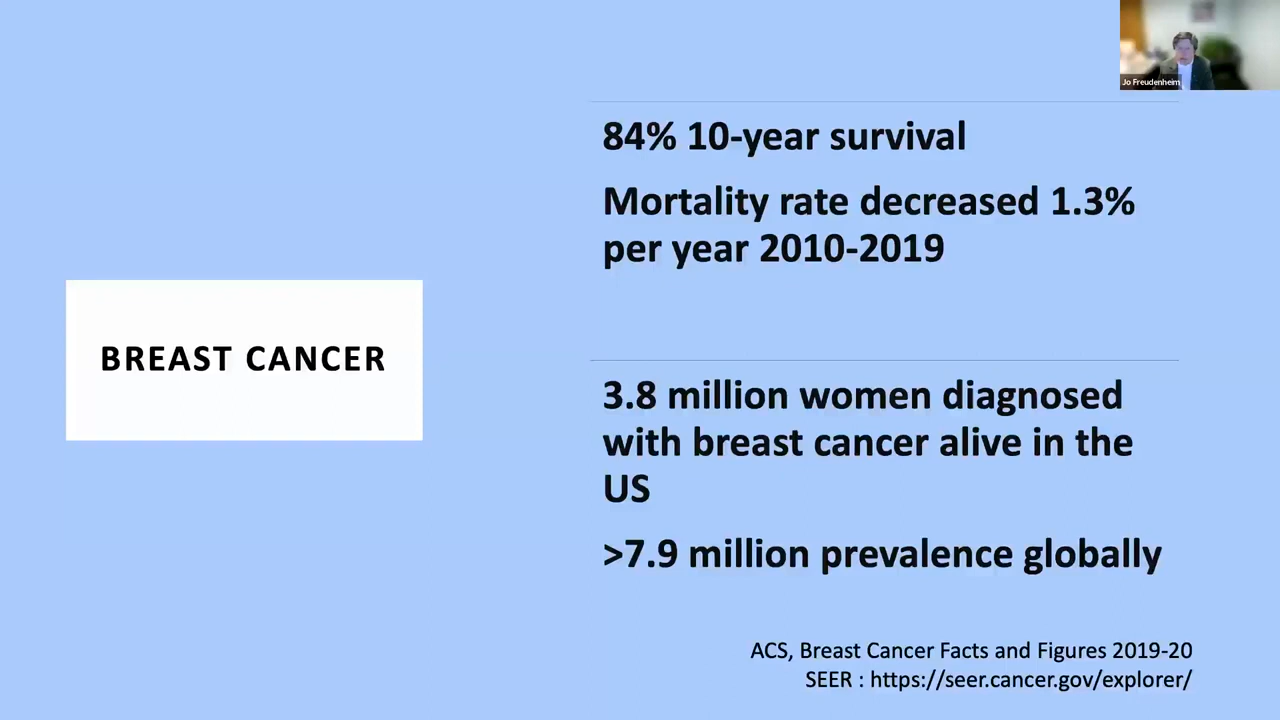 Jo Freudenheim
84% 10-year survival
Mortality rate decreased 1.3%
per year 2010-2019
BREAST CANCER
3.8 million women diagnosed
with breast cancer alive in the
US
>7.9 million prevalence globally
ACS, Breast Cancer Facts and Figures 2019-20
SEER : https://seer.cancer.gov/explorer/